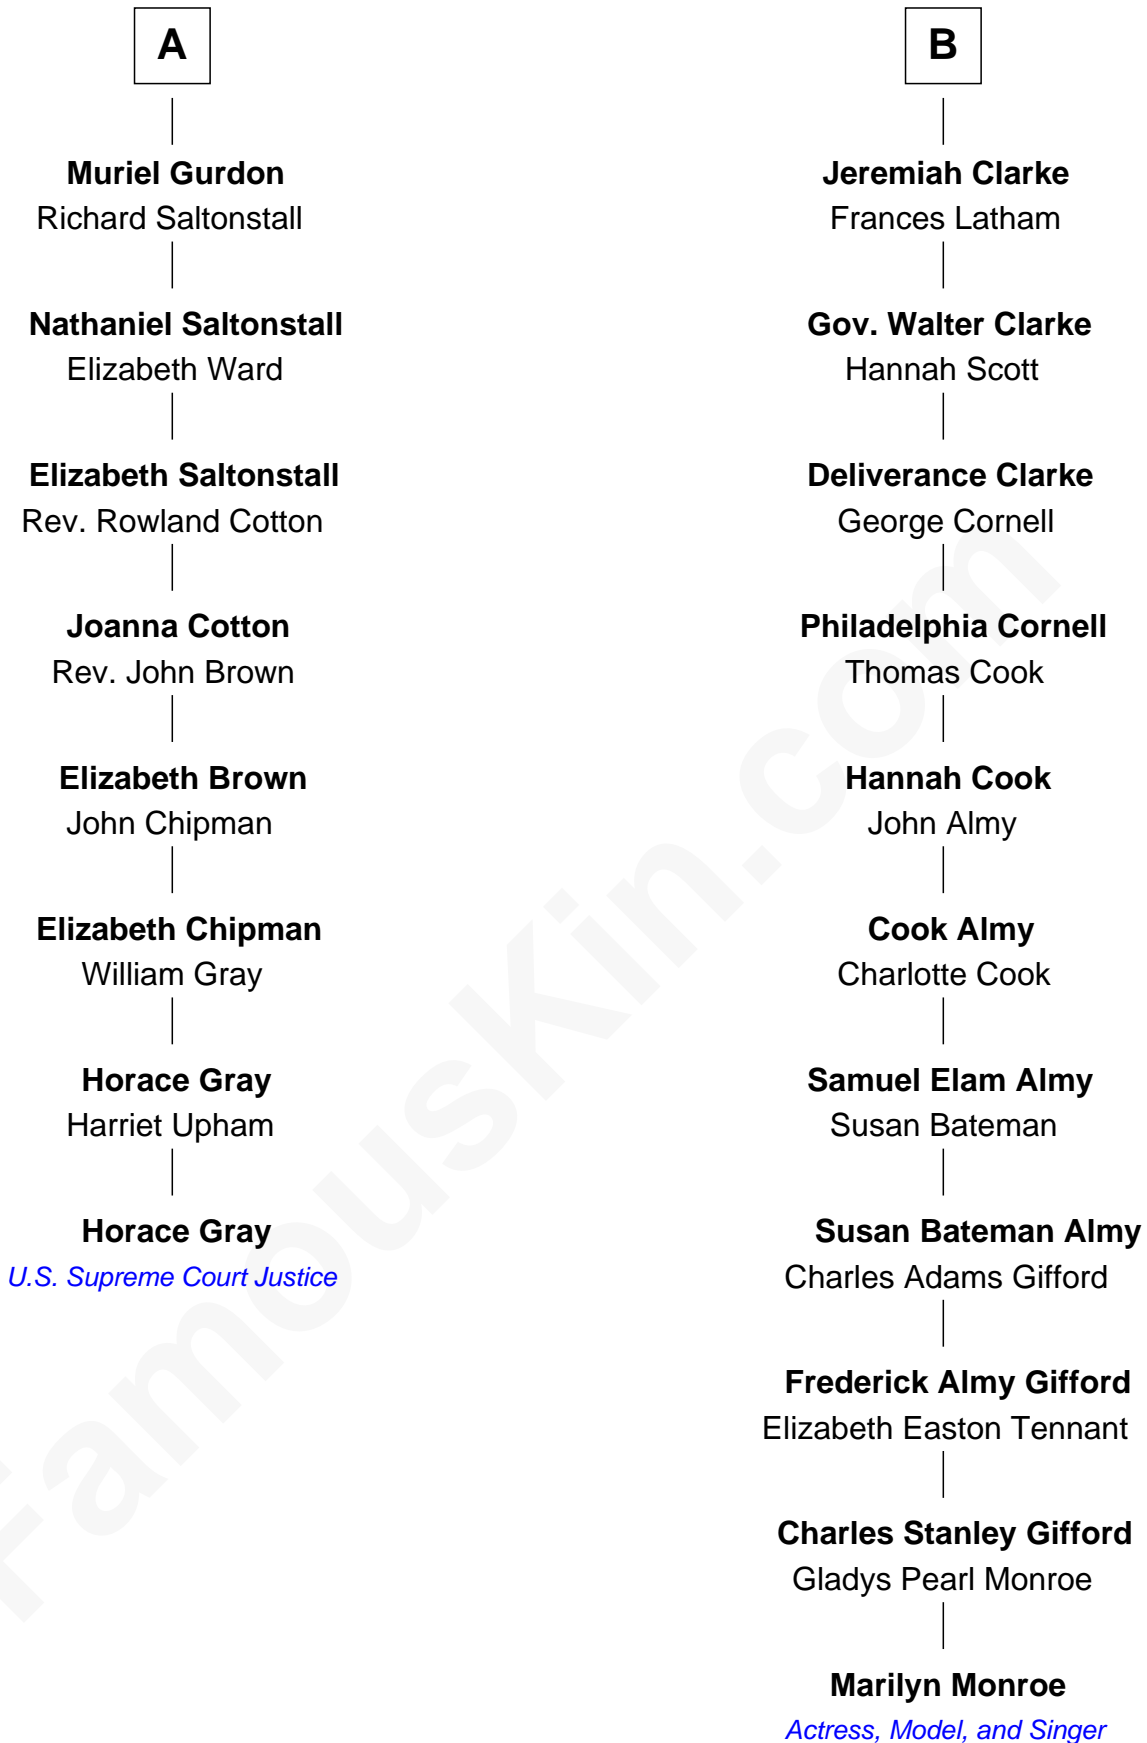 A
Muriel Gurdon
Richard Saltonstall
Nathaniel Saltonstall
Elizabeth Ward
Elizabeth Saltonstall
Rev. Rowland Cotton
Joanna Cotton
Rev. John Brown
Elizabeth Brown
John Chipman
Elizabeth Chipman
William Gray
Horace Gray
Harriet Upham
Horace Gray
U.S. Supreme Court Justice
B
Jeremiah Clarke
Frances Latham
Gov. Walter Clarke
Hannah Scott
Deliverance Clarke
George Cornell
Philadelphia Cornell
Thomas Cook
Hannah Cook
John Almy
Cook Almy
Charlotte Cook
Samuel Elam Almy
Susan Bateman
Susan Bateman Almy
Charles Adams Gifford
Frederick Almy Gifford
Elizabeth Easton Tennant
Charles Stanley Gifford
Gladys Pearl Monroe
Marilyn Monroe
Actress, Model, and Singer
FamousKin.com